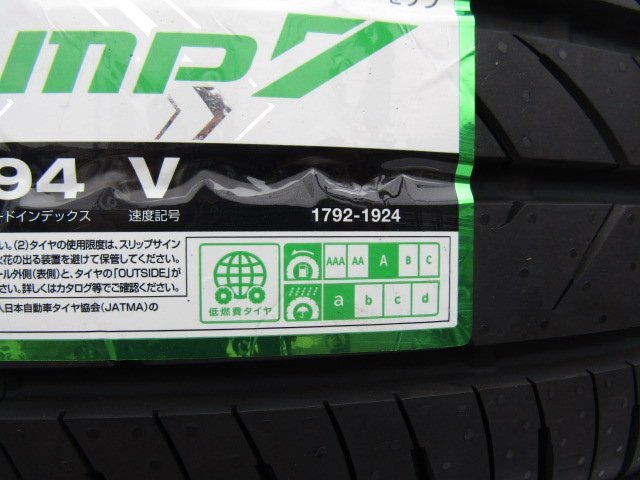 mp7
94 V
ードインデックス 速度記号 1792-1924
い。(2)タイヤの使用限度は、スリップサイン
火花の出る装置を避けて保管してください。
ール外側(表側)と、タイヤの「OUTSIDE」が
さい。詳しくはカタログ等でご確認ください。
人日本自動車タイヤ協会(JATMA)の
低燃費タイヤ
AAA AA A B C
a b c d